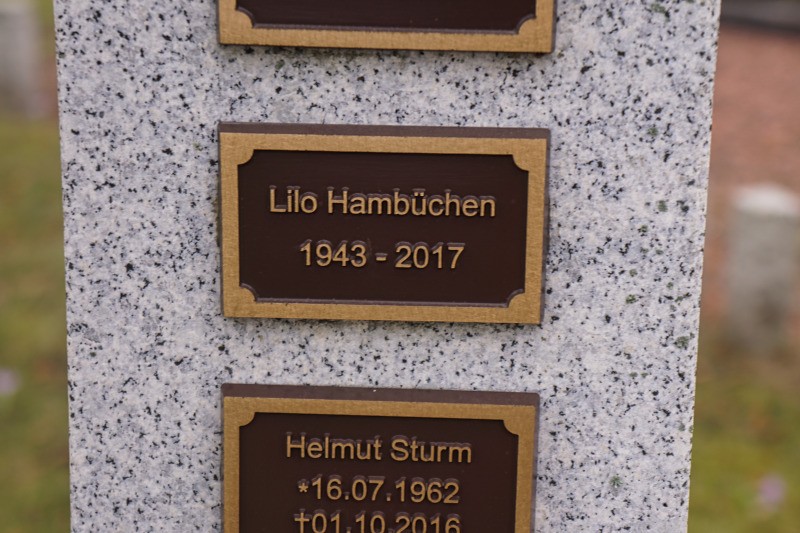 Lilo Hambüchen
1943 - 2017
Helmut Sturm
*16.07.1962
†01.10.2016